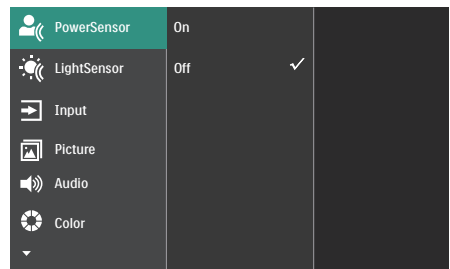 PowerSensor
On
LightSensor
Off
Input
Picture
Audio
Color